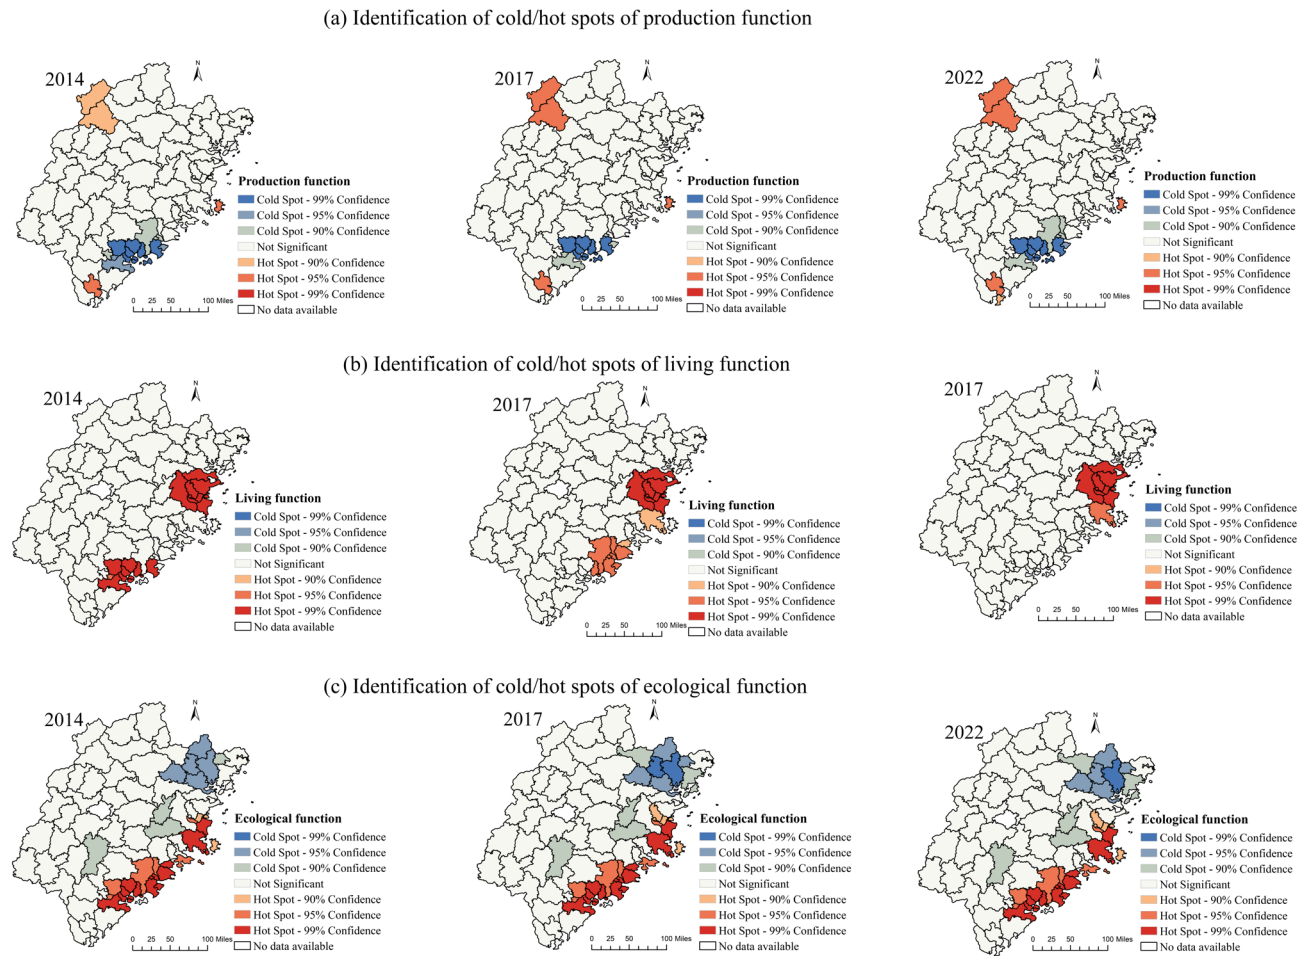 (a) Identification of cold/hot spots of production function
2014
N
Production function
Cold Spot - 99% Confidence
Cold Spot - 95% Confidence
Cold Spot - 90% Confidence
Not Significant
Hot Spot - 90% Confidence
Hot Spot - 95% Confidence
Hot Spot - 99% Confidence
No data available
0 25 50 100 Miles
2017
N
Production function
Cold Spot - 99% Confidence
Cold Spot - 95% Confidence
Cold Spot - 90% Confidence
Not Significant
Hot Spot - 90% Confidence
Hot Spot - 95% Confidence
Hot Spot - 99% Confidence
No data available
0 25 50 100 Miles
2022
N
Production function
Cold Spot - 99% Confidence
Cold Spot - 95% Confidence
Cold Spot - 90% Confidence
Not Significant
Hot Spot - 90% Confidence
Hot Spot - 95% Confidence
Hot Spot - 99% Confidence
No data available
0 25 50 100 Miles
(b) Identification of cold/hot spots of living function
2014
N
Living function
Cold Spot - 99% Confidence
Cold Spot - 95% Confidence
Cold Spot - 90% Confidence
Not Significant
Hot Spot - 90% Confidence
Hot Spot - 95% Confidence
Hot Spot - 99% Confidence
No data available
0 25 50 100 Miles
2017
N
Living function
Cold Spot - 99% Confidence
Cold Spot - 95% Confidence
Cold Spot - 90% Confidence
Not Significant
Hot Spot - 90% Confidence
Hot Spot - 95% Confidence
Hot Spot - 99% Confidence
No data available
0 25 50 100 Miles
2017
N
Living function
Cold Spot - 99% Confidence
Cold Spot - 95% Confidence
Cold Spot - 90% Confidence
Not Significant
Hot Spot - 90% Confidence
Hot Spot - 95% Confidence
Hot Spot - 99% Confidence
No data available
0 25 50 100 Miles
(c) Identification of cold/hot spots of ecological function
2014
N
Ecological function
Cold Spot - 99% Confidence
Cold Spot - 95% Confidence
Cold Spot - 90% Confidence
Not Significant
Hot Spot - 90% Confidence
Hot Spot - 95% Confidence
Hot Spot - 99% Confidence
No data available
0 25 50 100 Miles
2017
N
Ecological function
Cold Spot - 99% Confidence
Cold Spot - 95% Confidence
Cold Spot - 90% Confidence
Not Significant
Hot Spot - 90% Confidence
Hot Spot - 95% Confidence
Hot Spot - 99% Confidence
No data available
0 25 50 100 Miles
2022
N
Ecological function
Cold Spot - 99% Confidence
Cold Spot - 95% Confidence
Cold Spot - 90% Confidence
Not Significant
Hot Spot - 90% Confidence
Hot Spot - 95% Confidence
Hot Spot - 99% Confidence
No data available
0 25 50 100 Miles